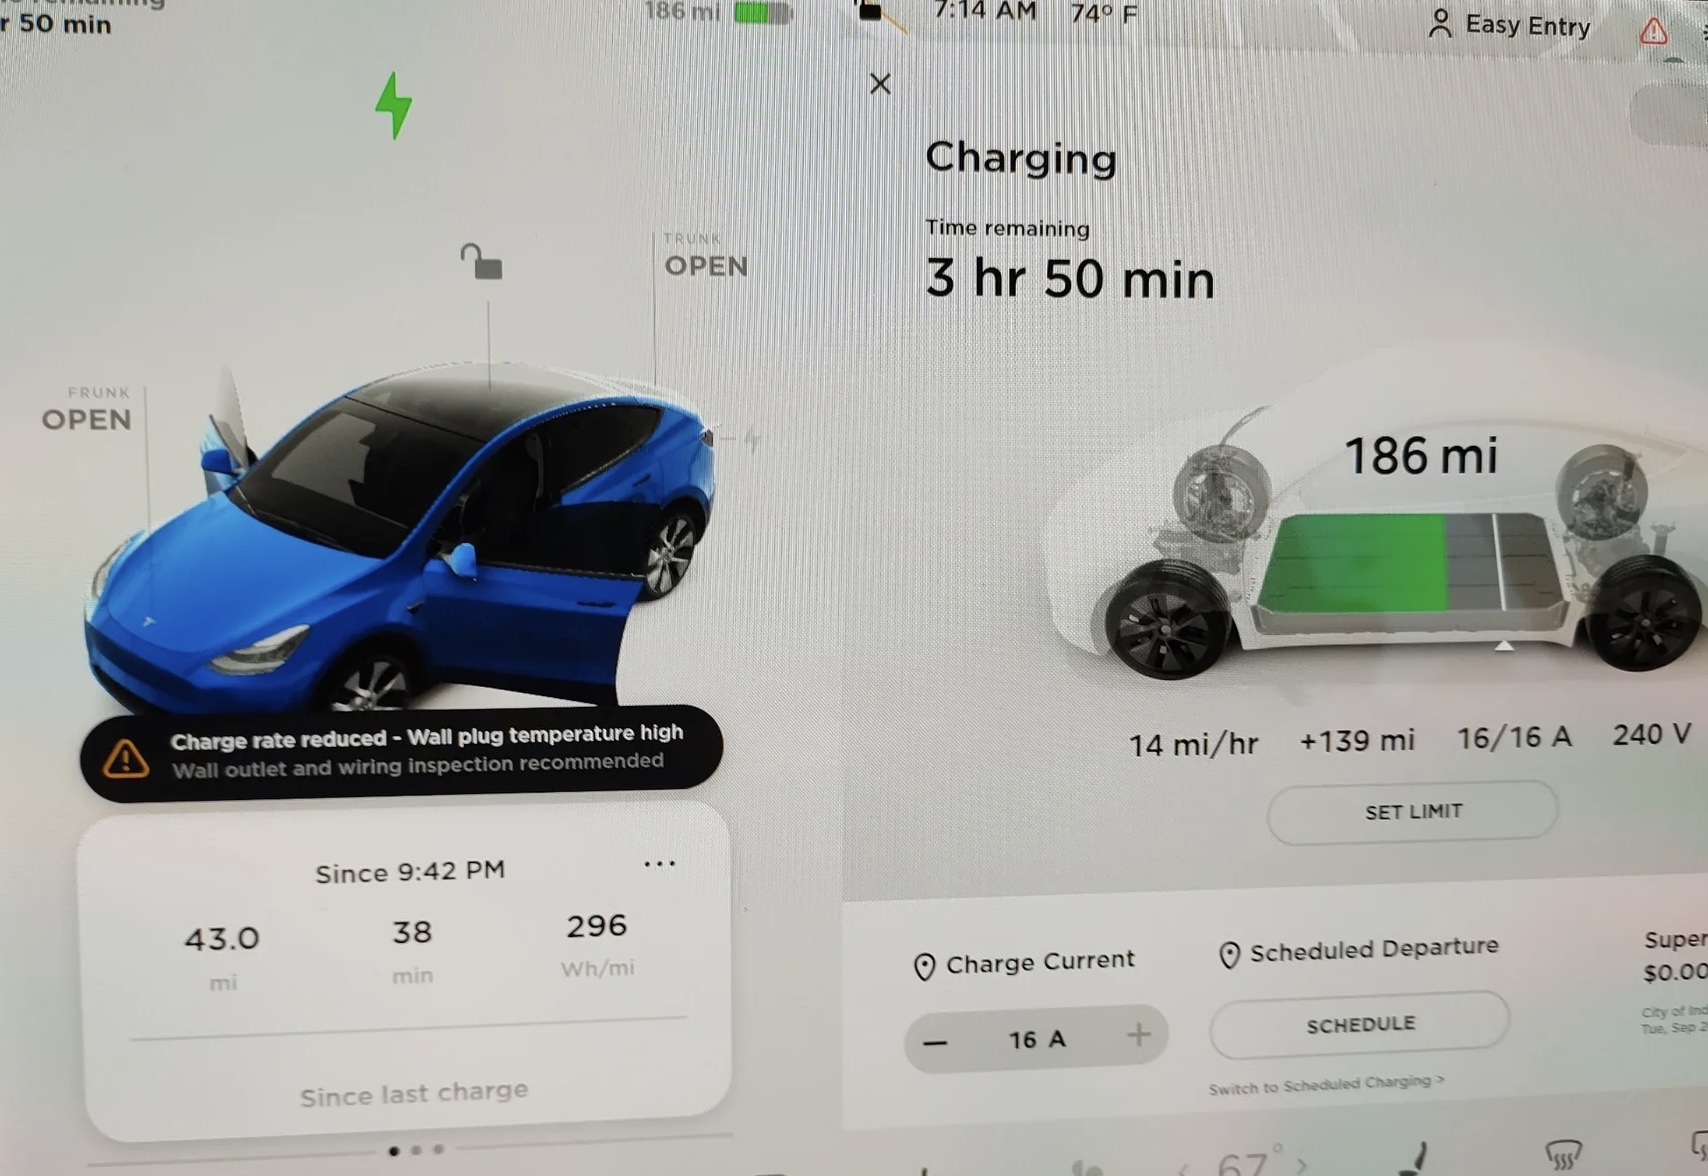 r 50 min
186 mi
7:14 AM 74° F
Easy Entry
Charging
Time remaining
3 hr 50 min
TRUNK
OPEN
FRUNK
OPEN
186 mi
Charge rate reduced - Wall plug temperature high
Wall outlet and wiring inspection recommended
14 mi/hr +139 mi 16/16 A 240 V
SET LIMIT
Since 9:42 PM
43.0 38 296
mi min Wh/mi
Since last charge
Charge Current
16 A
Scheduled Departure
SCHEDULE
Switch to Scheduled Charging >
Super
$0.00
City of Ind
Tue, Sep 2
67°